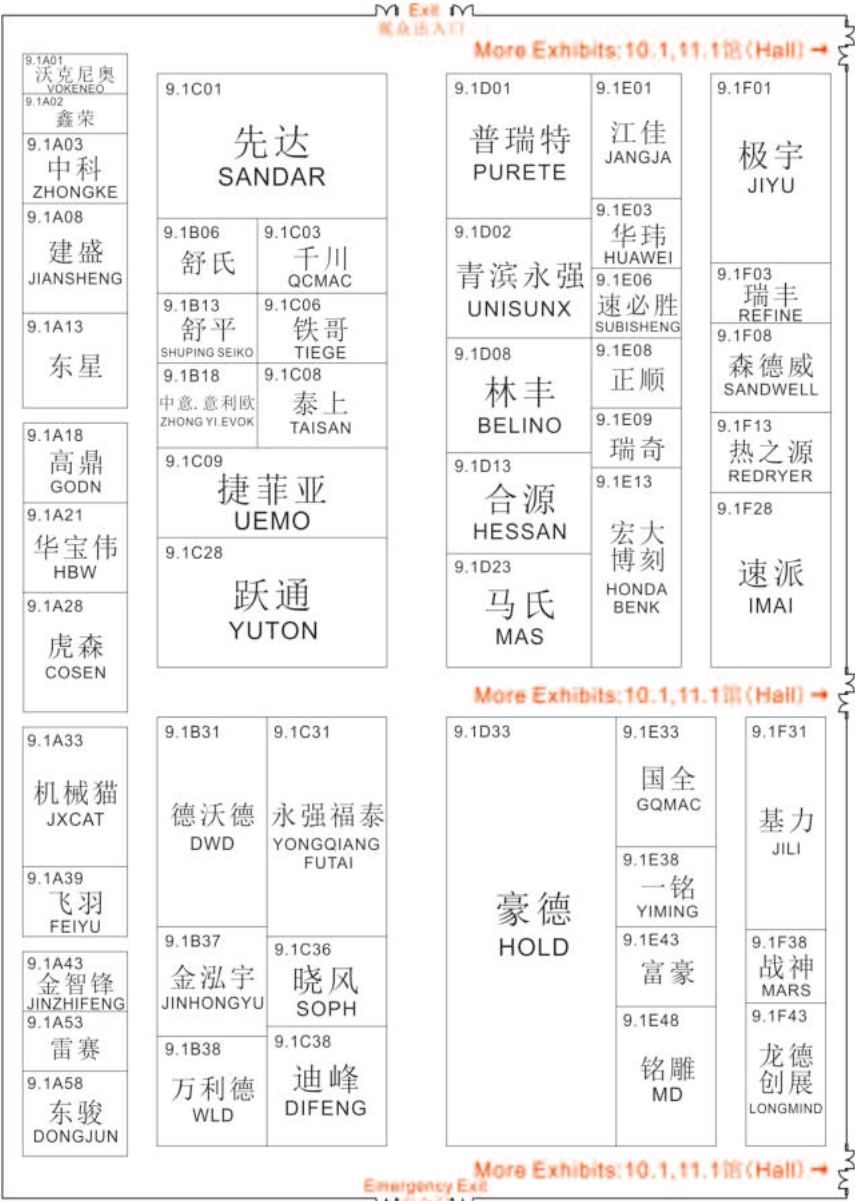 Exit
观众出入口
More Exhibits:10.1,11.1馆(Hall)→
9.1A01
沃克尼奥
VOKENEO
9.1A02
鑫荣
9.1A03
中科
ZHONGKE
9.1A08
建盛
JIANSHENG
9.1A13
东星
9.1A18
高鼎
GODN
9.1A21
华宝伟
HBW
9.1A28
虎森
COSEN
9.1C01
先达
SANDAR
9.1B06
舒氏
9.1C03
千川
QCMAC
9.1B13
舒平
SHUPING SEIKO
9.1C06
铁哥
TIEGE
9.1B18
中意.意利欧
ZHONG YI.EVOK
9.1C08
泰上
TAISAN
9.1C09
捷菲亚
UEMO
9.1C28
跃通
YUTON
9.1D01
普瑞特
PURETE
9.1D02
青滨永强
UNISUNX
9.1D08
林丰
BELINO
9.1D13
合源
HESSAN
9.1D23
马氏
MAS
9.1E01
江佳
JANGJA
9.1E03
华玮
HUAWEI
9.1E06
速必胜
SUBISHENG
9.1E08
正顺
9.1E09
瑞奇
9.1E13
宏大
博刻
HONDA
BENK
9.1F01
极宇
JIYU
9.1F03
瑞丰
REFINE
9.1F08
森德威
SANDWELL
9.1F13
热之源
REDRYER
9.1F28
速派
IMAI
More Exhibits:10.1,11.1馆(Hall)→
9.1A33
机械猫
JXCAT
9.1A39
飞羽
FEIYU
9.1A43
金智锋
JINZHIFENG
9.1A53
雷赛
9.1A58
东骏
DONGJUN
9.1B31
德沃德
DWD
9.1B37
金泓宇
JINHONGYU
9.1B38
万利德
WLD
9.1C31
永强福泰
YONGQIANG
FUTAI
9.1C36
晓风
SOPH
9.1C38
迪峰
DIFENG
9.1D33
豪德
HOLD
9.1E33
国全
GQMAC
9.1E38
一铭
YIMING
9.1E43
富豪
9.1E48
铭雕
MD
9.1F31
基力
JILI
9.1F38
战神
MARS
9.1F43
龙德
创展
LONGMIND
More Exhibits:10.1,11.1馆(Hall)→
Emergency Exit